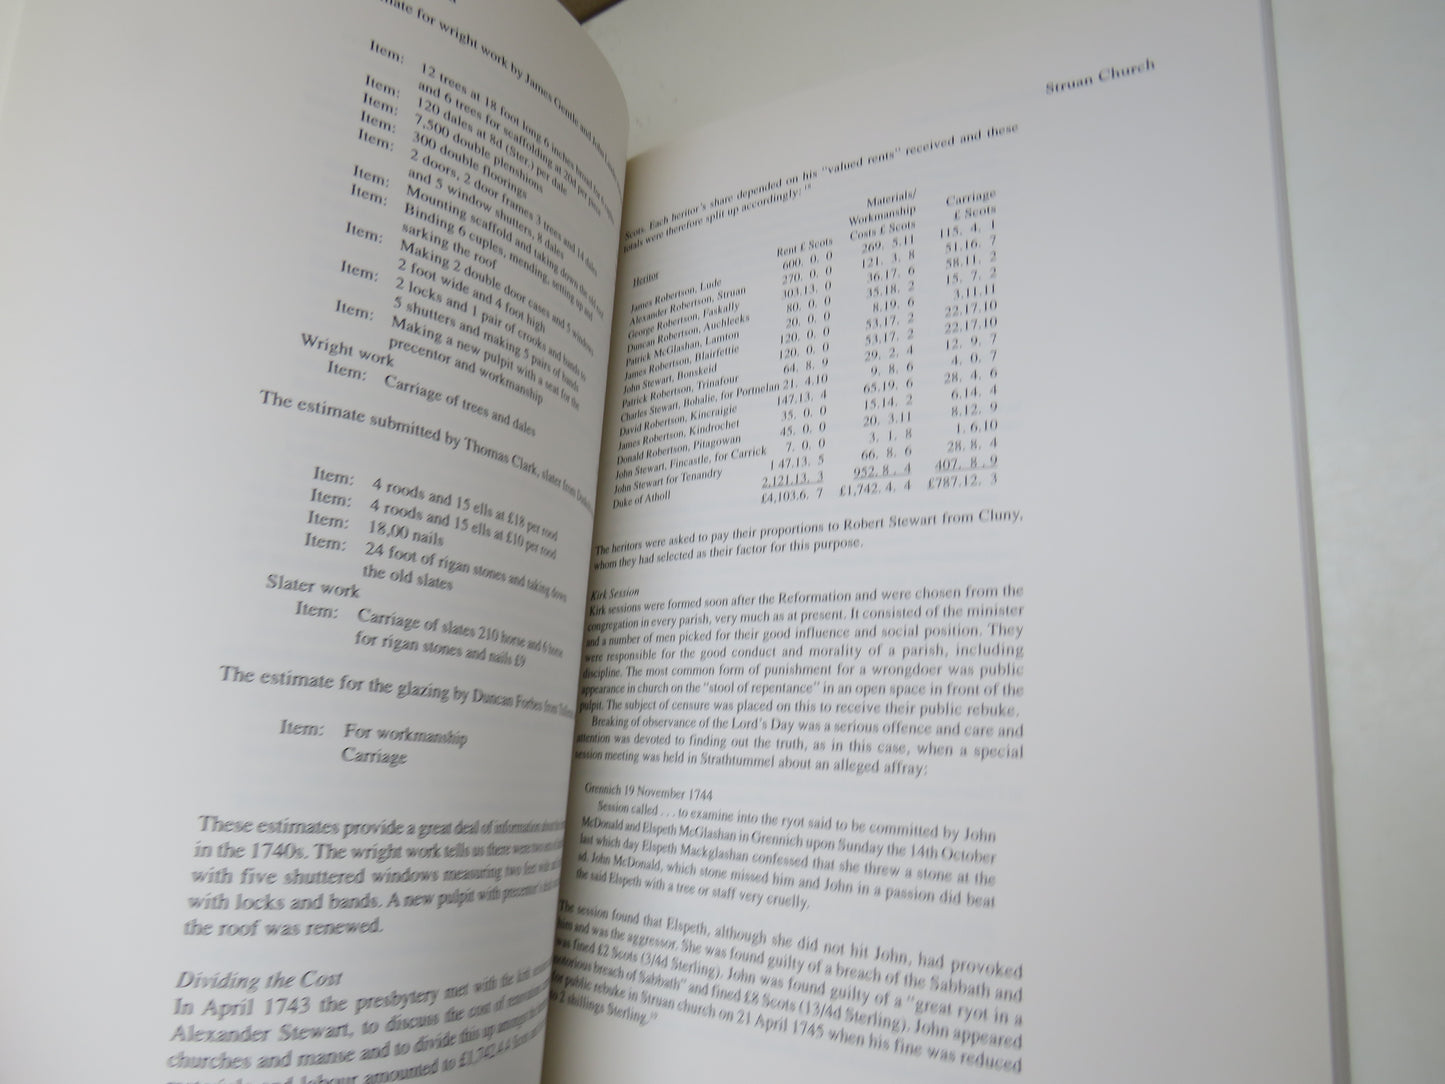 mate for wright work by James Gentle and John
Item: 12 trees at 18 foot long 6 inches broad for
and 6 trees for scaffolding at 20d per piece
Item: 120 dales at 8d (Ster.) per dale
Item: 7,500 double plenshions
Item: 300 double floorings
Item: 2 doors, 2 door frames 3 trees and 14 dales
and 5 window shutters, 8 dales
Item: Mounting scaffold and taking down the old roof
Item: Binding 6 cuples, mending, setting up and
sarking the roof
Item: Making 2 double door cases and 5 windows
2 foot wide and 4 foot high
Item: 2 locks and 1 pair of crooks and bands to
5 shutters and making 5 pairs of bands
Item: Making a new pulpit with a seat for the
precentor and workmanship
Wright work
Item: Carriage of trees and dales
The estimate submitted by Thomas Clark, slater from
Item: 4 roods and 15 ells at £18 per rood
Item: 4 roods and 15 ells at £10 per rood
Item: 18,00 nails
Item: 24 foot of rigan stones and taking down
the old slates
Slater work
Item: Carriage of slates 210 horse and 6 horse
for rigan stones and nails £9
The estimate for the glazing by Duncan Forbes from
Item: For workmanship
Carriage
These estimates provide a great deal of information about the
in the 1740s. The wright work tells us there were two
with five shuttered windows measuring two feet wide
with locks and bands. A new pulpit with precentor's
the roof was renewed.
Dividing the Cost
In April 1743 the presbytery met with the kirk
Alexander Stewart, to discuss the cost of
churches and manse and to divide this up amongst the
and labour amounted to £1,742.4.4 Scots and
Struan Church
Scots. Each heritor's share depended on his "valued rents" received and these
totals were therefore split up accordingly: 18
Materials/ Carriage
Workmanship £ Scots
Heritor Rent £ Scots Costs £ Scots
James Robertson, Lude 600. 0. 0 269. 5.11 115. 4. 1
Alexander Robertson, Struan 270. 0. 0 121. 3. 8 51.16. 7
George Robertson, Faskally 303.13. 0 36.17. 6 58.11. 2
Duncan Robertson, Auchleeks 80. 0. 0 35.18. 2 15. 7. 2
Patrick McGlashan, Lamton 20. 0. 0 8.19. 6 3.11.11
James Robertson, Blairfettie 120. 0. 0 53.17. 2 22.17.10
John Stewart, Bonskeid 120. 0. 0 53.17. 2 22.17.10
Patrick Robertson, Trinafour 64. 8. 9 29. 2. 4 12. 9. 7
Charles Stewart, Bohalie, for Portnelan 21. 4.10 9. 8. 6 4. 0. 7
David Robertson, Kincraigie 147.13. 4 65.19. 6 28. 4. 6
James Robertson, Kindrochet 35. 0. 0 15.14. 2 6.14. 4
Donald Robertson, Pitagowan 45. 0. 0 20. 3.11 8.12. 9
John Stewart, Fincastle, for Carrick 7. 0. 0 3. 1. 8 1. 6.10
John Stewart for Tenandry 1 47.13. 5 66. 8. 6 28. 8. 4
Duke of Atholl 2,121.13. 3 952.8 . 4 407. 8 . 9
£4,103.6. 7 £1,742. 4. 4 £787.12. 3
The heritors were asked to pay their proportions to Robert Stewart from Cluny,
whom they had selected as their factor for this purpose.
Kirk Session
Kirk sessions were formed soon after the Reformation and were chosen from the
congregation in every parish, very much as at present. It consisted of the minister
and a number of men picked for their good influence and social position. They
were responsible for the good conduct and morality of a parish, including
discipline. The most common form of punishment for a wrongdoer was public
appearance in church on the "stool of repentance" in an open space in front of the
pulpit. The subject of censure was placed on this to receive their public rebuke.
Breaking of observance of the Lord's Day was a serious offence and care and
attention was devoted to finding out the truth, as in this case, when a special
session meeting was held in Strathtummel about an alleged affray:
Grennich 19 November 1744
Session called . . . to examine into the ryot said to be committed by John
McDonald and Elspeth McGlashan in Grennich upon Sunday the 14th October
last which day Elspeth Mackglashan confessed that she threw a stone at the
sd. John McDonald, which stone missed him and John in a passion did beat
the said Elspeth with a tree or staff very cruelly.
The session found that Elspeth, although she did not hit John, had provoked
him and was the aggressor. She was found guilty of a breach of the Sabbath and
was fined £2 Scots (3/4d Sterling). John was found guilty of a "great ryot in a
notorious breach of Sabbath" and fined £8 Scots (13/4d Sterling). John appeared
for public rebuke in Struan church on 21 April 1745 when his fine was reduced
to 2 shillings Sterling.19